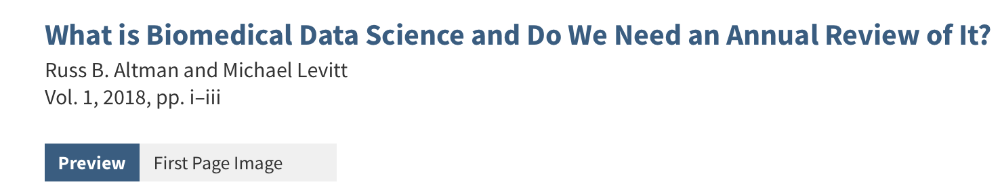 What is Biomedical Data Science and Do We Need an Annual Review of It?
Russ B. Altman and Michael Levitt
Vol. 1, 2018, pp. i–iii
Preview First Page Image